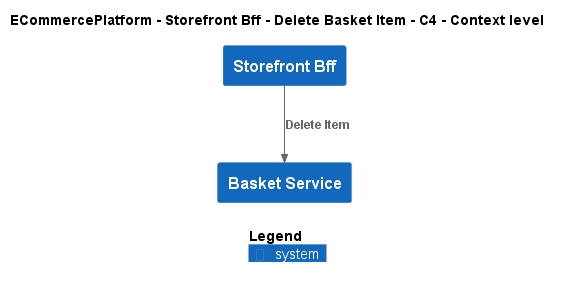 ECommercePlatform - Storefront Bff - Delete Basket Item - C4 - Context level
Storefront Bff
Delete Item
Basket Service
Legend
system